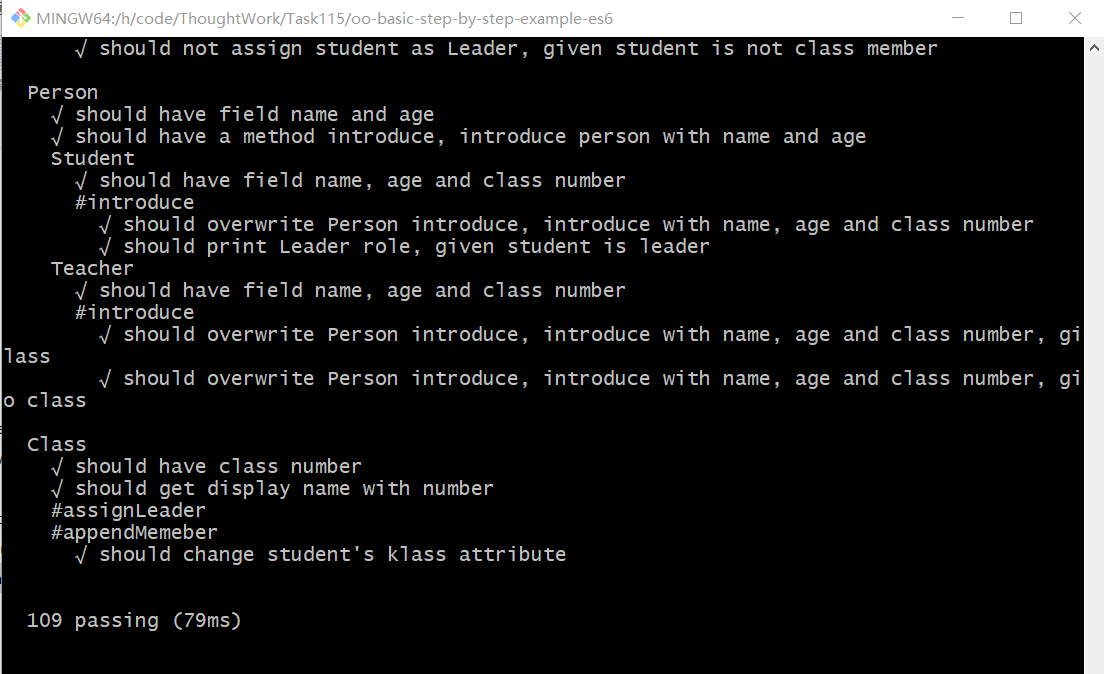 MINGW64:/h/code/ThoughtWork/Task115/oo-basic-step-by-step-example-es6
√ should not assign student as Leader, given student is not class member
Person
√ should have field name and age
√ should have a method introduce, introduce person with name and age
Student
√ should have field name, age and class number
#introduce
√ should overwrite Person introduce, introduce with name, age and class number
√ should print Leader role, given student is leader
Teacher
√ should have field name, age and class number
#introduce
√ should overwrite Person introduce, introduce with name, age and class number, gi
lass
√ should overwrite Person introduce, introduce with name, age and class number, gi
o class
Class
√ should have class number
√ should get display name with number
#assignLeader
#appendMemeber
√ should change student's klass attribute
109 passing (79ms)